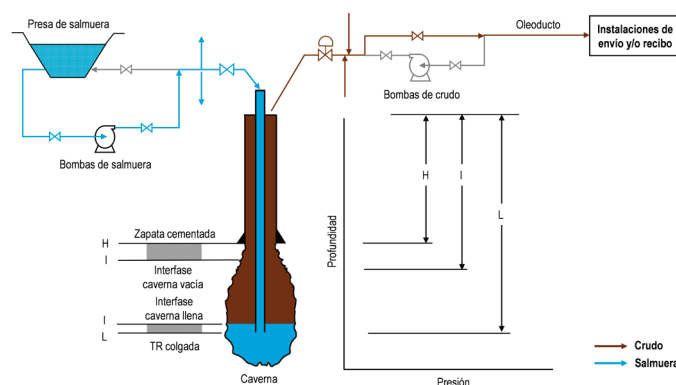 Presa de salmuera
Bombas de salmuera
Oleoducto
Instalaciones de
envío y/o recibo
Bombas de crudo
H
Zapata cementada
I
Interfase
caverna vacía
Interfase
caverna llena
I
L
TR colgada
Caverna
Profundidad
H
I
L
Presión
Crudo
Salmuera